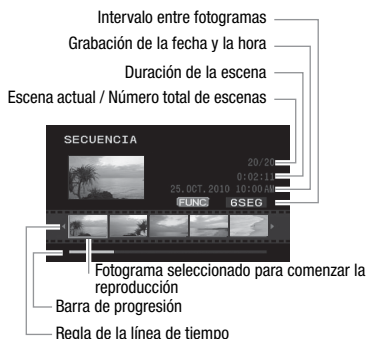 Intervalo entre fotogramas
Grabación de la fecha y la hora
Duración de la escena
Escena actual / Número total de escenas
SECUENCIA
20/20
0:02:11
25.OCT.2010 10:00AM
FUNC 6SEG
Fotograma seleccionado para comenzar la
reproducción
Barra de progresión
Regla de la línea de tiempo